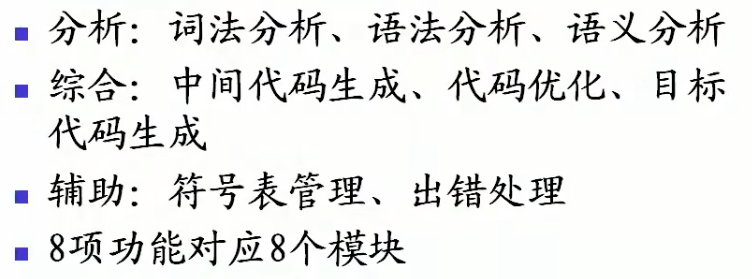 分析：词法分析、语法分析、语义分析
综合：中间代码生成、代码优化、目标
代码生成
辅助：符号表管理、出错处理
8项功能对应8个模块